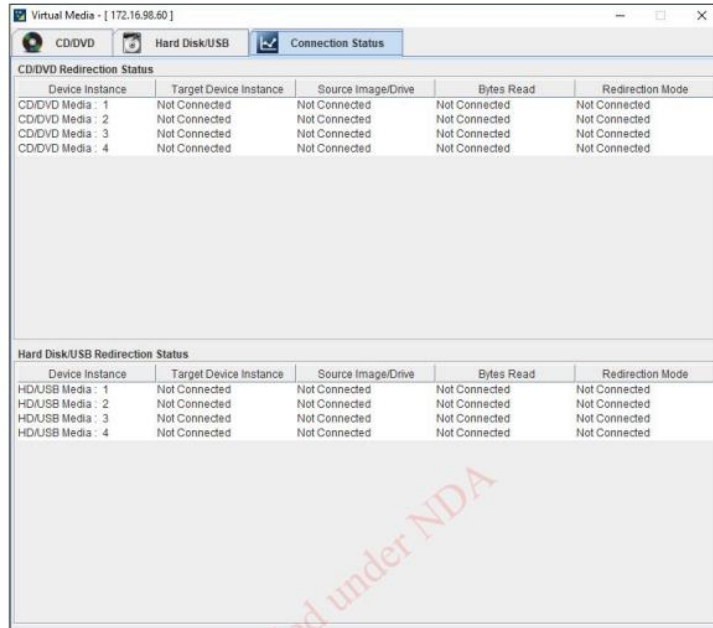 Virtual Media - [ 172.16.98.60 ]
CD/DVD Hard Disk/USB Connection Status
CD/DVD Redirection Status
Device Instance Target Device Instance Source Image/Drive Bytes Read Redirection Mode
CD/DVD Media : 1 Not Connected Not Connected Not Connected Not Connected
CD/DVD Media : 2 Not Connected Not Connected Not Connected Not Connected
CD/DVD Media : 3 Not Connected Not Connected Not Connected Not Connected
CD/DVD Media : 4 Not Connected Not Connected Not Connected Not Connected
Hard Disk/USB Redirection Status
Device Instance Target Device Instance Source Image/Drive Bytes Read Redirection Mode
HD/USB Media : 1 Not Connected Not Connected Not Connected Not Connected
HD/USB Media : 2 Not Connected Not Connected Not Connected Not Connected
HD/USB Media : 3 Not Connected Not Connected Not Connected Not Connected
HD/USB Media : 4 Not Connected Not Connected Not Connected Not Connected
under NDA